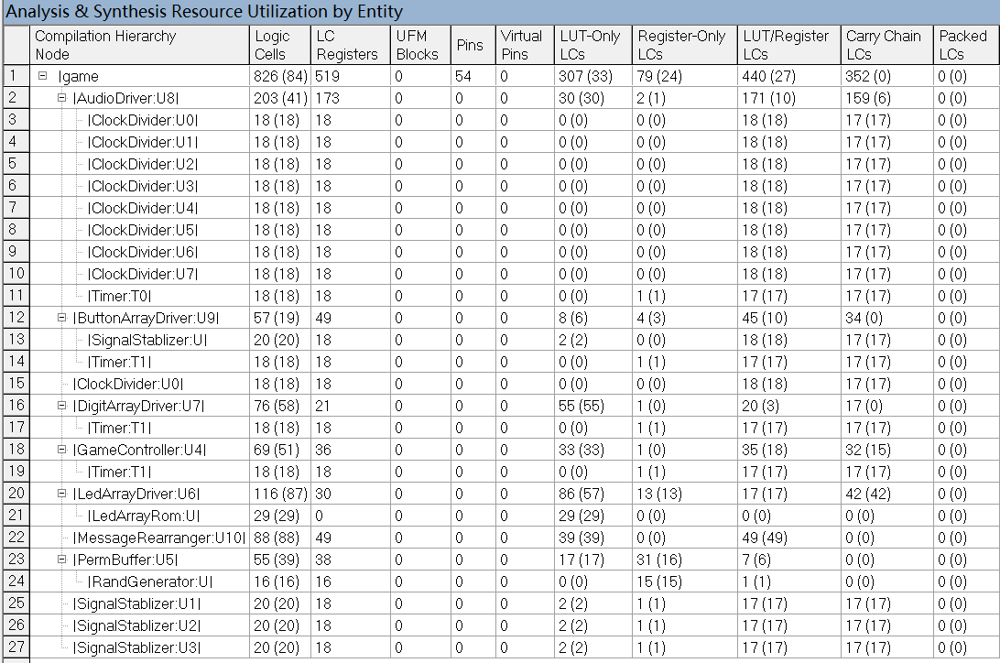 Analysis & Synthesis Resource Utilization by Entity
Compilation Hierarchy Node Logic Cells LC Registers UFM Blocks Pins Virtual Pins LUT-Only LCs Register-Only LCs LUT/Register LCs Carry Chain LCs Packed LCs
1 |game 826 (84) 519 0 54 0 307 (33) 79 (24) 440 (27) 352 (0) 0 (0)
2 |AudioDriver:U8| 203 (41) 173 0 0 0 30 (30) 2 (1) 171 (10) 159 (6) 0 (0)
3 |ClockDivider:U0| 18 (18) 18 0 0 0 0 (0) 0 (0) 18 (18) 17 (17) 0 (0)
4 |ClockDivider:U1| 18 (18) 18 0 0 0 0 (0) 0 (0) 18 (18) 17 (17) 0 (0)
5 |ClockDivider:U2| 18 (18) 18 0 0 0 0 (0) 0 (0) 18 (18) 17 (17) 0 (0)
6 |ClockDivider:U3| 18 (18) 18 0 0 0 0 (0) 0 (0) 18 (18) 17 (17) 0 (0)
7 |ClockDivider:U4| 18 (18) 18 0 0 0 0 (0) 0 (0) 18 (18) 17 (17) 0 (0)
8 |ClockDivider:U5| 18 (18) 18 0 0 0 0 (0) 0 (0) 18 (18) 17 (17) 0 (0)
9 |ClockDivider:U6| 18 (18) 18 0 0 0 0 (0) 0 (0) 18 (18) 17 (17) 0 (0)
10 |ClockDivider:U7| 18 (18) 18 0 0 0 0 (0) 0 (0) 18 (18) 17 (17) 0 (0)
11 |Timer:T0| 18 (18) 18 0 0 0 0 (0) 1 (1) 17 (17) 17 (17) 0 (0)
12 |ButtonArrayDriver:U9| 57 (19) 49 0 0 0 8 (6) 4 (3) 45 (10) 34 (0) 0 (0)
13 |SignalStablizer:U| 20 (20) 18 0 0 0 2 (2) 0 (0) 18 (18) 17 (17) 0 (0)
14 |Timer:T1| 18 (18) 18 0 0 0 0 (0) 1 (1) 17 (17) 17 (17) 0 (0)
15 |ClockDivider:U0| 18 (18) 18 0 0 0 0 (0) 0 (0) 18 (18) 17 (17) 0 (0)
16 |DigitArrayDriver:U7| 76 (58) 21 0 0 0 55 (55) 1 (0) 20 (3) 17 (0) 0 (0)
17 |Timer:T1| 18 (18) 18 0 0 0 0 (0) 1 (1) 17 (17) 17 (17) 0 (0)
18 |GameController:U4| 69 (51) 36 0 0 0 33 (33) 1 (0) 35 (18) 32 (15) 0 (0)
19 |Timer:T1| 18 (18) 18 0 0 0 0 (0) 1 (1) 17 (17) 17 (17) 0 (0)
20 |LedArrayDriver:U6| 116 (87) 30 0 0 0 86 (57) 13 (13) 17 (17) 42 (42) 0 (0)
21 |LedArrayRom:U| 29 (29) 0 0 0 0 29 (29) 0 (0) 0 (0) 0 (0) 0 (0)
22 |MessageRearranger:U10| 88 (88) 49 0 0 0 39 (39) 0 (0) 49 (49) 0 (0) 0 (0)
23 |PermBuffer:U5| 55 (39) 38 0 0 0 17 (17) 31 (16) 7 (6) 0 (0) 0 (0)
24 |RandGenerator:U| 16 (16) 16 0 0 0 0 (0) 15 (15) 1 (1) 0 (0) 0 (0)
25 |SignalStablizer:U1| 20 (20) 18 0 0 0 2 (2) 1 (1) 17 (17) 17 (17) 0 (0)
26 |SignalStablizer:U2| 20 (20) 18 0 0 0 2 (2) 1 (1) 17 (17) 17 (17) 0 (0)
27 |SignalStablizer:U3| 20 (20) 18 0 0 0 2 (2) 1 (1) 17 (17) 17 (17) 0 (0)